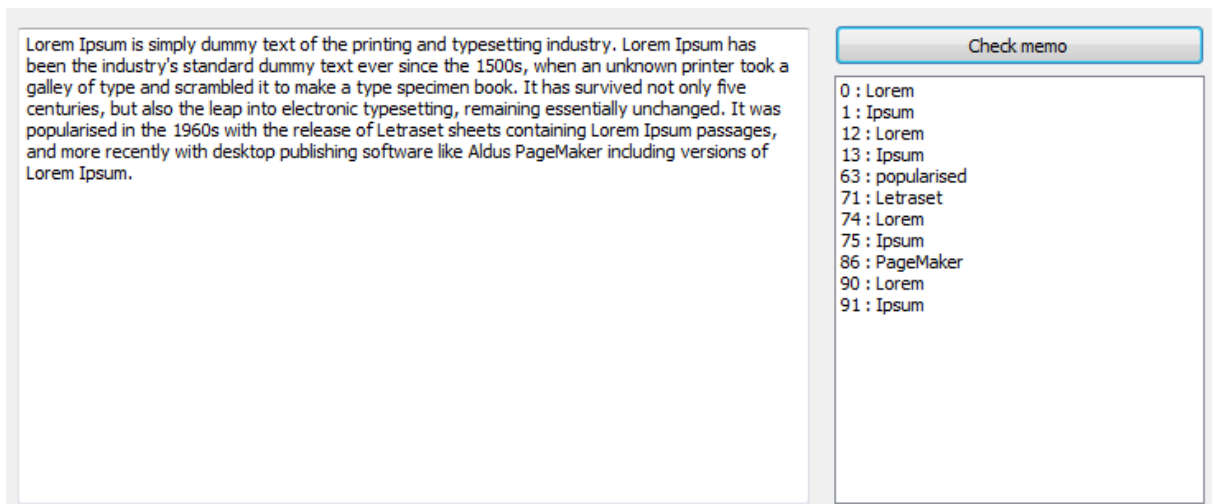 Lorem Ipsum is simply dummy text of the printing and typesetting industry. Lorem Ipsum has
been the industry's standard dummy text ever since the 1500s, when an unknown printer took a
galley of type and scrambled it to make a type specimen book. It has survived not only five
centuries, but also the leap into electronic typesetting, remaining essentially unchanged. It was
popularised in the 1960s with the release of Letraset sheets containing Lorem Ipsum passages,
and more recently with desktop publishing software like Aldus PageMaker including versions of
Lorem Ipsum.
Check memo
0 : Lorem
1 : Ipsum
12 : Lorem
13 : Ipsum
63 : popularised
71 : Letraset
74 : Lorem
75 : Ipsum
86 : PageMaker
90 : Lorem
91 : Ipsum